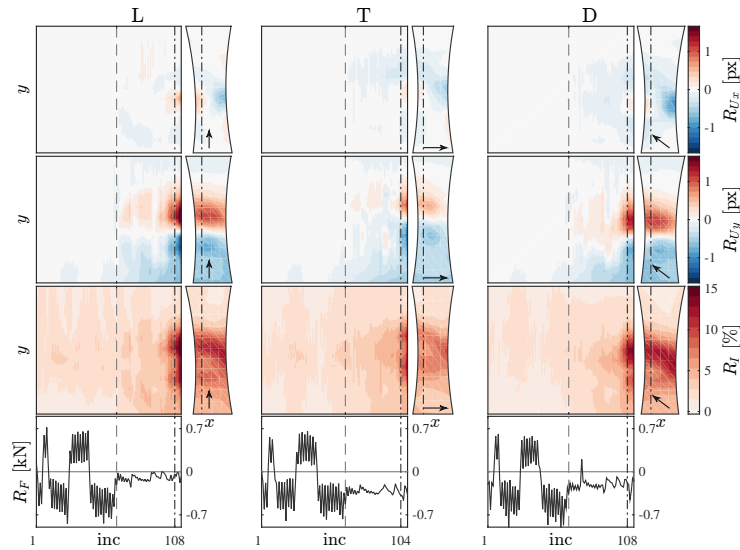 L T D
y
1
0
-1
R_{Ux} [px]
y
1
0
-1
R_{Uy} [px]
y
15
10
5
0
R_I [%]
x x x
R_F [kN]
0.7 0.7 0.7
0 0 0
-0.7 -0.7 -0.7
1 inc 108 1 inc 104 1 inc 108